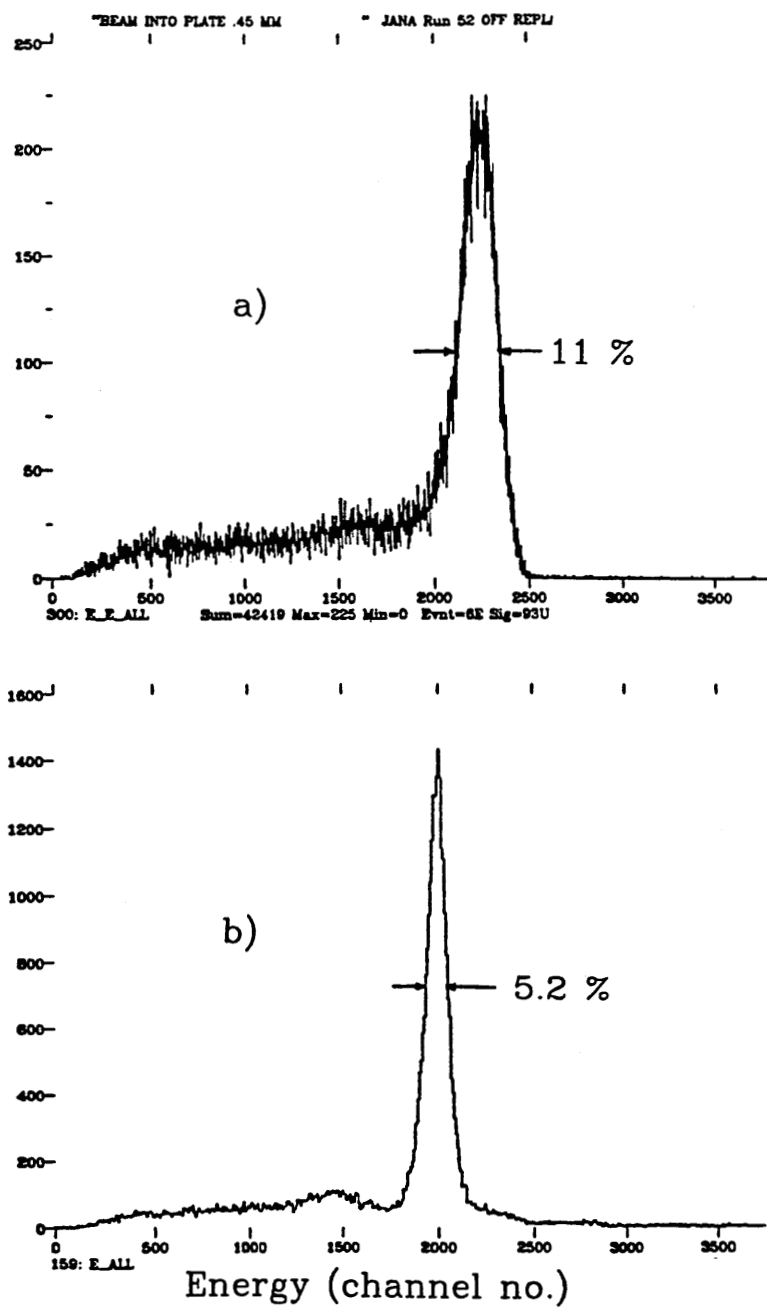 "BEAM INTO PLATE .45 MM " JANA Run 52 OFF REPLJ
250
200
a)
150
11 %
100
50
0
0 500 1000 1500 2000 2500 3000 3500
300: E_E_ALL Sum=42419 Max=225 Min=0 Evnt=6E Sig=93U
1600
1400
1200
1000
b)
800
5.2 %
600
400
200
0
0 500 1000 1500 2000 2500 3000 3500
159: E_ALL
Energy (channel no.)